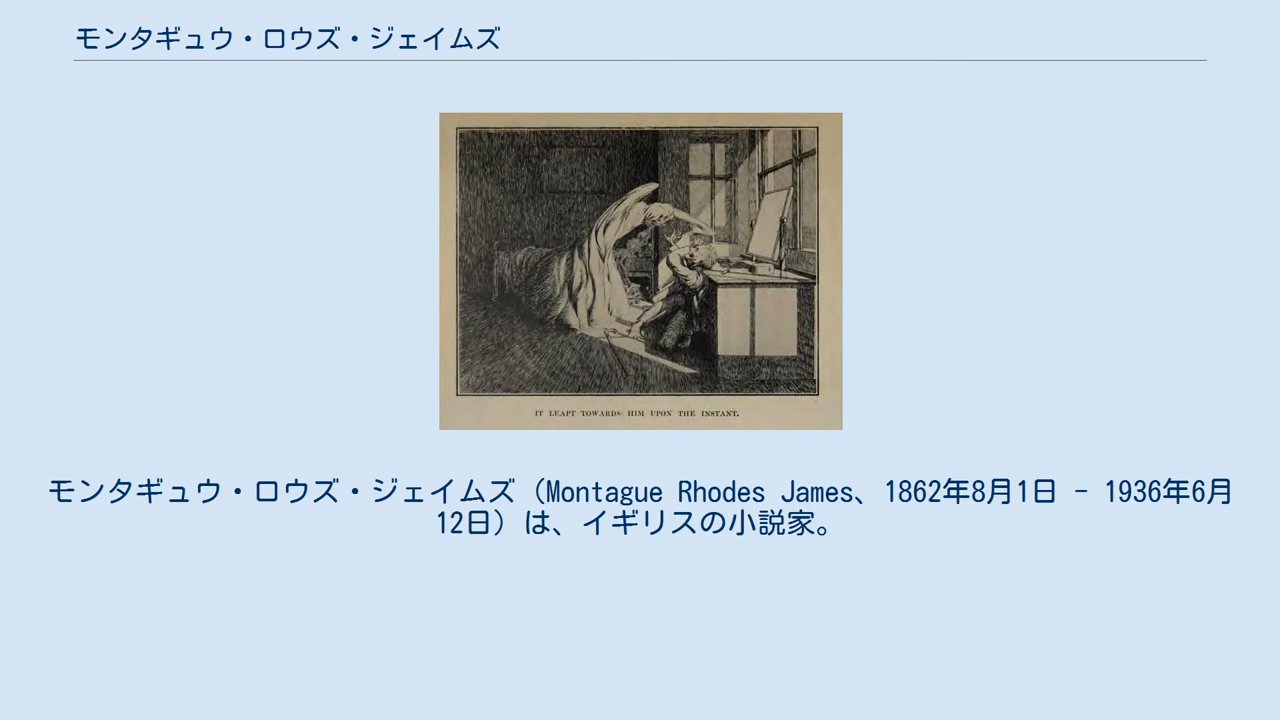 モンタギュウ・ロウズ・ジェイムズ
IT LEAPT TOWARDS HIM UPON THE INSTANT.
モンタギュウ・ロウズ・ジェイムズ（Montague Rhodes James、1862年8月1日 - 1936年6月
12日）は、イギリスの小説家。